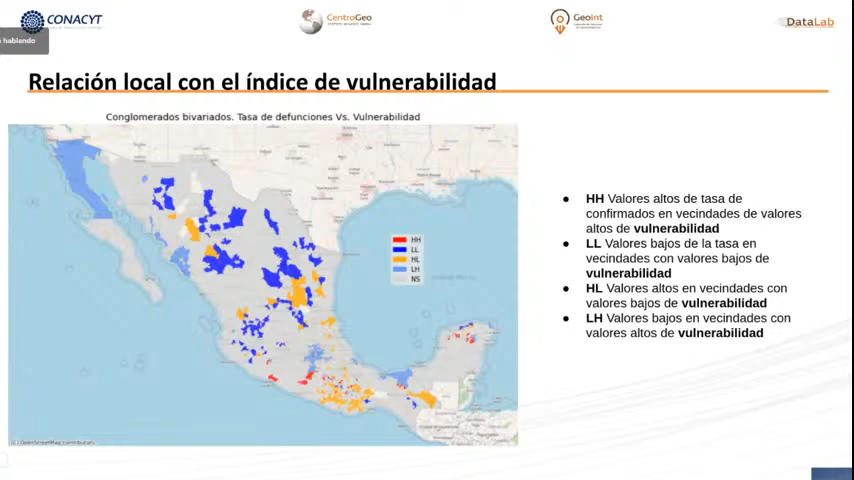 CONACYT
CentroGeo
GeoInt
DataLab
hablando
Relación local con el índice de vulnerabilidad
Conglomerados bivariados. Tasa de defunciones Vs. Vulnerabilidad
HH
LL
HL
LH
NS
● HH Valores altos de tasa de
confirmados en vecindades de valores
altos de vulnerabilidad
● LL Valores bajos de la tasa en
vecindades con valores bajos de
vulnerabilidad
● HL Valores altos en vecindades con
valores bajos de vulnerabilidad
● LH Valores bajos en vecindades con
valores altos de vulnerabilidad
(C) OpenStreetMap contributors